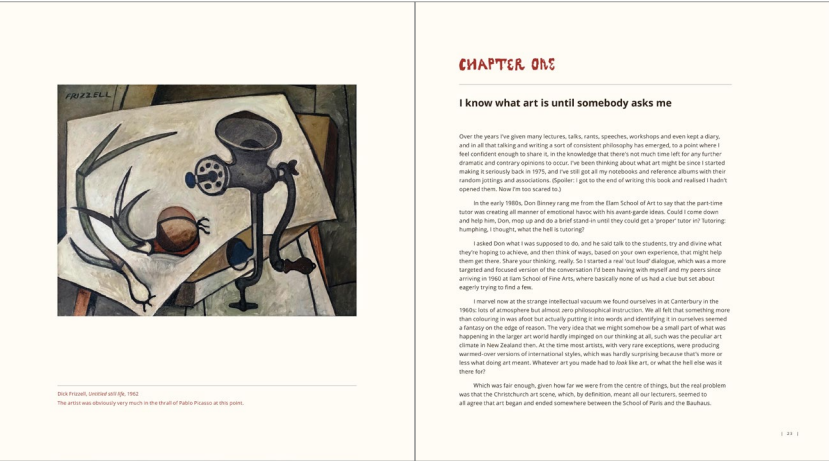 FRIZZELL
Dick Frizzell, Untitled still life, 1992
The artist was obviously very much in the thrall of Pablo Picasso at this point.
CHAPTER ONE
I know what art is until somebody asks me
Over the years I've given many lectures, talks, rants, speeches, workshops and even kept a diary,
and in all that talking and writing a sort of consistent philosophy has emerged, to a point where I
feel confident enough to share it, in the knowledge that there's not much time left for any further
dramatic and contrary opinions to occur. I've been thinking about what art might be since I started
making it seriously back in 1975, and I've still got all my notebooks and reference albums with their
random jottings and associations. (Spoiler: I got to the end of writing this book and realised I hadn't
opened them. Now I'm too scared to.)
In the early 1980s, Don Binney rang me from the Elam School of Art to say that the part-time
tutor was creating all manner of emotional havoc with his avant-garde ideas. Could I come down
and help him, Don, mop up and do a brief stand-in until they could get a 'proper' tutor in? Tutoring:
humphing, I thought, what the hell is tutoring?
I asked Don what I was supposed to do, and he said talk to the students, try and divine what
they're hoping to achieve, and then think of ways, based on your own experience, that might help
them get there. Share your thinking, really. So I started a real 'out loud' dialogue, which was a more
targeted and focused version of the conversation I'd been having with myself and my peers since
arriving in 1960 at Ilam School of Fine Arts, where basically none of us had a clue but set about
eagerly trying to find a few.
I marvel now at the strange intellectual vacuum we found ourselves in at Canterbury in the
1960s: lots of atmosphere but almost zero philosophical instruction. We all felt that something more
than colouring in was afoot but actually putting it into words and identifying it in ourselves seemed
a fantasy on the edge of reason. The very idea that we might somehow be a small part of what was
happening in the larger art world hardly impinged on our thinking at all, such was the peculiar art
climate in New Zealand then. At the time most artists, with very rare exceptions, were producing
warmed-over versions of international styles, which was hardly surprising because that's more or
less what doing art meant. Whatever art you made had to look like art, or what the hell else was it
there for?
Which was fair enough, given how far we were from the centre of things, but the real problem
was that the Christchurch art scene, which, by definition, meant all our lecturers, seemed to
all agree that art began and ended somewhere between the School of Paris and the Bauhaus.